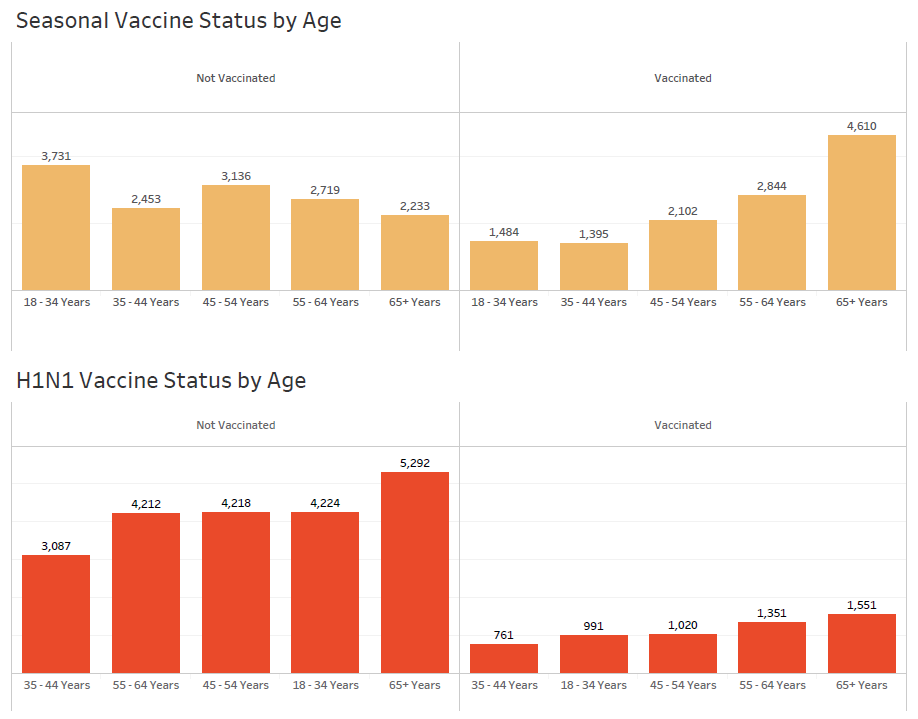 Seasonal Vaccine Status by Age
Not Vaccinated Vaccinated
3,731 2,453 3,136 2,719 2,233 1,484 1,395 2,102 2,844 4,610
18 - 34 Years 35 - 44 Years 45 - 54 Years 55 - 64 Years 65+ Years 18 - 34 Years 35 - 44 Years 45 - 54 Years 55 - 64 Years 65+ Years
H1N1 Vaccine Status by Age
Not Vaccinated Vaccinated
3,087 4,212 4,218 4,224 5,292 761 991 1,020 1,351 1,551
35 - 44 Years 55 - 64 Years 45 - 54 Years 18 - 34 Years 65+ Years 35 - 44 Years 18 - 34 Years 45 - 54 Years 55 - 64 Years 65+ Years